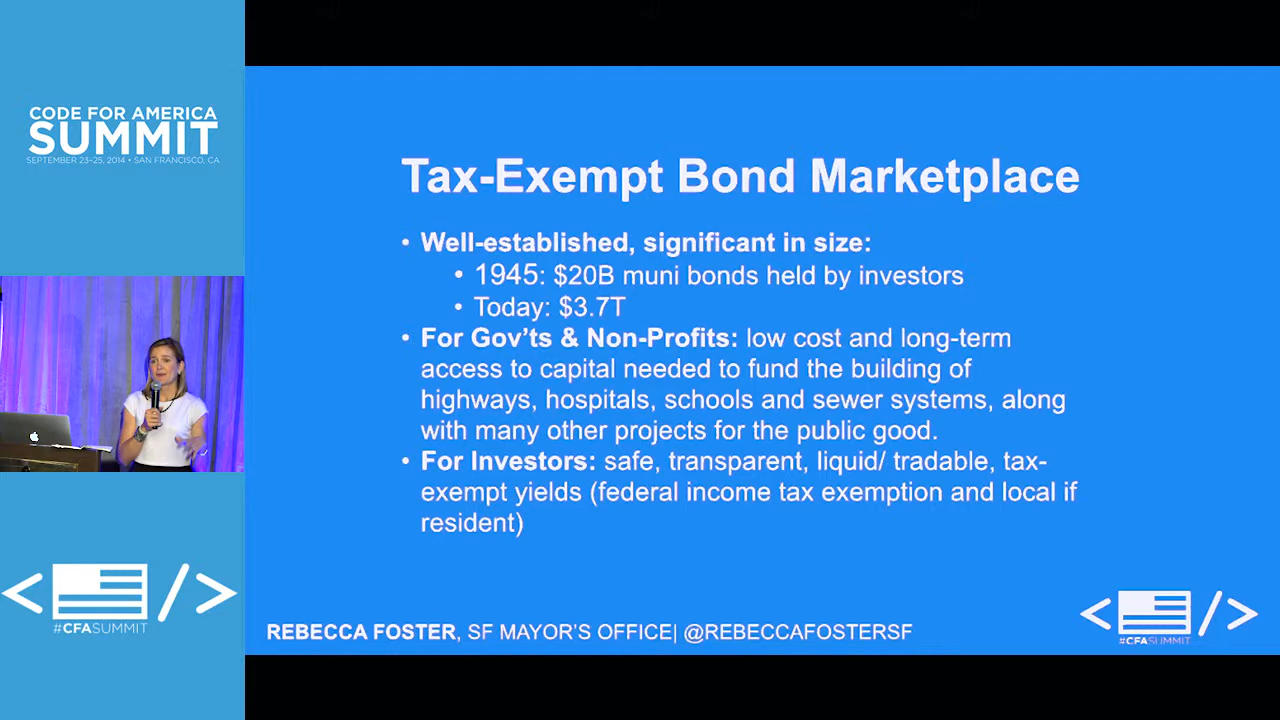 CODE FOR AMERICA
SUMMIT
SEPTEMBER 23-25, 2014 • SAN FRANCISCO, CA
Tax-Exempt Bond Marketplace
• Well-established, significant in size:
• 1945: $20B muni bonds held by investors
• Today: $3.7T
• For Gov'ts & Non-Profits: low cost and long-term
access to capital needed to fund the building of
highways, hospitals, schools and sewer systems, along
with many other projects for the public good.
• For Investors: safe, transparent, liquid/ tradable, tax-
exempt yields (federal income tax exemption and local if
resident)
< / >
#CFASUMMIT
REBECCA FOSTER, SF MAYOR'S OFFICE| @REBECCAFOSTERSF
< / >
#CFASUMMIT